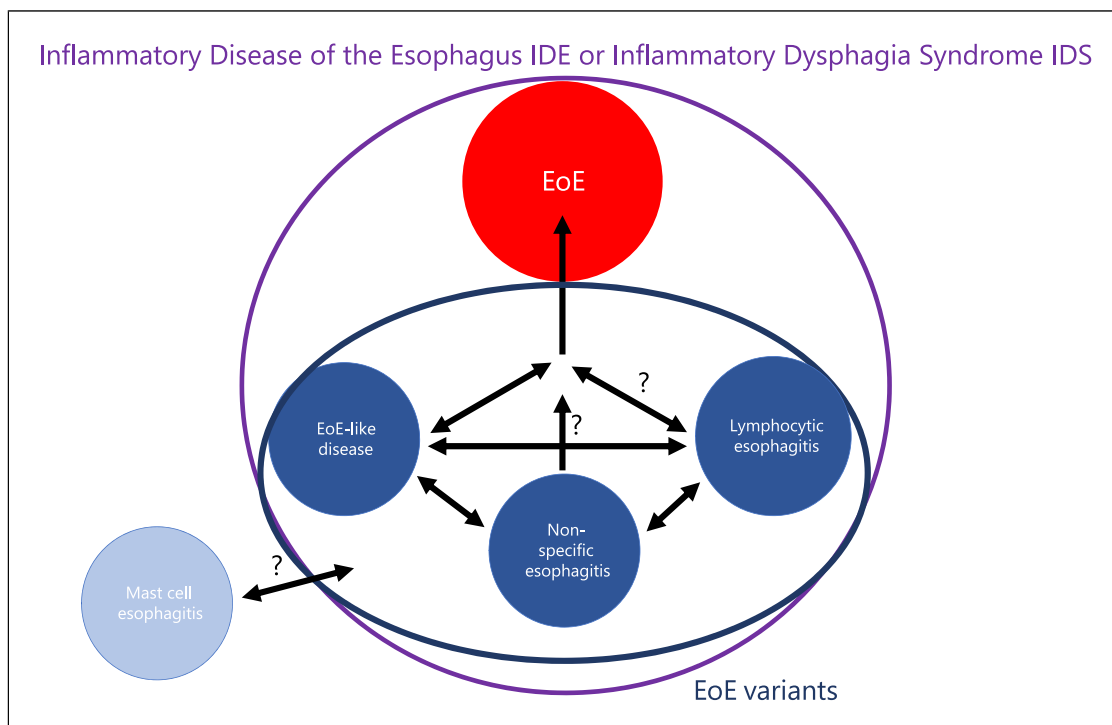 Inflammatory Disease of the Esophagus IDE or Inflammatory Dysphagia Syndrome IDS
EoE
?
?
EoE-like
disease
Lymphocytic
esophagitis
Non-
specific
esophagitis
?
Mast cell
esophagitis
EoE variants